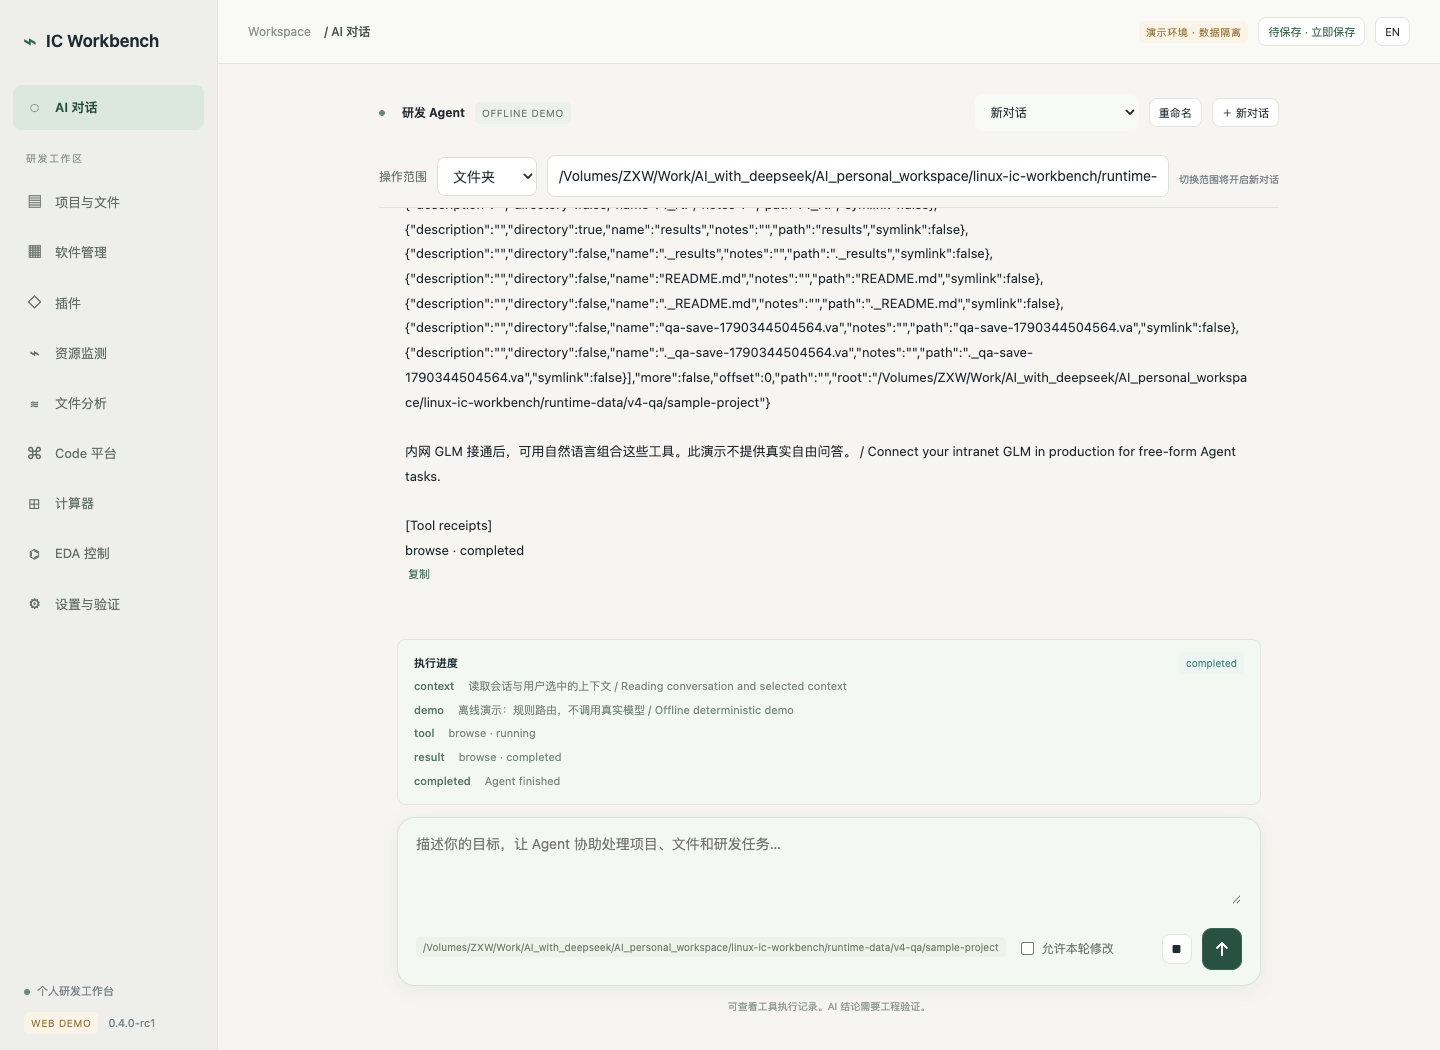 IC Workbench
AI 对话
研发工作区
项目与文件
软件管理
插件
资源监测
文件分析
Code 平台
计算器
EDA 控制
设置与验证
个人研发工作台
WEB DEMO 0.4.0-rc1
Workspace / AI 对话
演示环境 · 数据隔离
待保存 · 立即保存
EN
研发 Agent OFFLINE DEMO
新对话
重命名
+ 新对话
操作范围 文件夹 /Volumes/ZXW/Work/AI_with_deepseek/AI_personal_workspace/linux-ic-workbench/runtime- 切换范围将开启新对话
{"description":"","directory":true,"name":"results","notes":"","path":"results","symlink":false},
{"description":"","directory":false,"name":"._results","notes":"","path":"._results","symlink":false},
{"description":"","directory":false,"name":"README.md","notes":"","path":"README.md","symlink":false},
{"description":"","directory":false,"name":"._README.md","notes":"","path":"._README.md","symlink":false},
{"description":"","directory":false,"name":"qa-save-1790344504564.va","notes":"","path":"qa-save-1790344504564.va","symlink":false},
{"description":"","directory":false,"name":"._qa-save-1790344504564.va","notes":"","path":"._qa-save-
1790344504564.va","symlink":false}],"more":false,"offset":0,"path":"","root":"/Volumes/ZXW/Work/AI_with_deepseek/AI_personal_workspa
ce/linux-ic-workbench/runtime-data/v4-qa/sample-project"}
内网 GLM 接通后，可用自然语言组合这些工具。此演示不提供真实自由问答。 / Connect your intranet GLM in production for free-form Agent
tasks.
[Tool receipts]
browse · completed
复制
执行进度 completed
context 读取会话与用户选中的上下文 / Reading conversation and selected context
demo 离线演示：规则路由，不调用真实模型 / Offline deterministic demo
tool browse · running
result browse · completed
completed Agent finished
描述你的目标，让 Agent 协助处理项目、文件和研发任务...
/Volumes/ZXW/Work/AI_with_deepseek/AI_personal_workspace/linux-ic-workbench/runtime-data/v4-qa/sample-project 允许本轮修改
可查看工具执行记录。AI 结论需要工程验证。